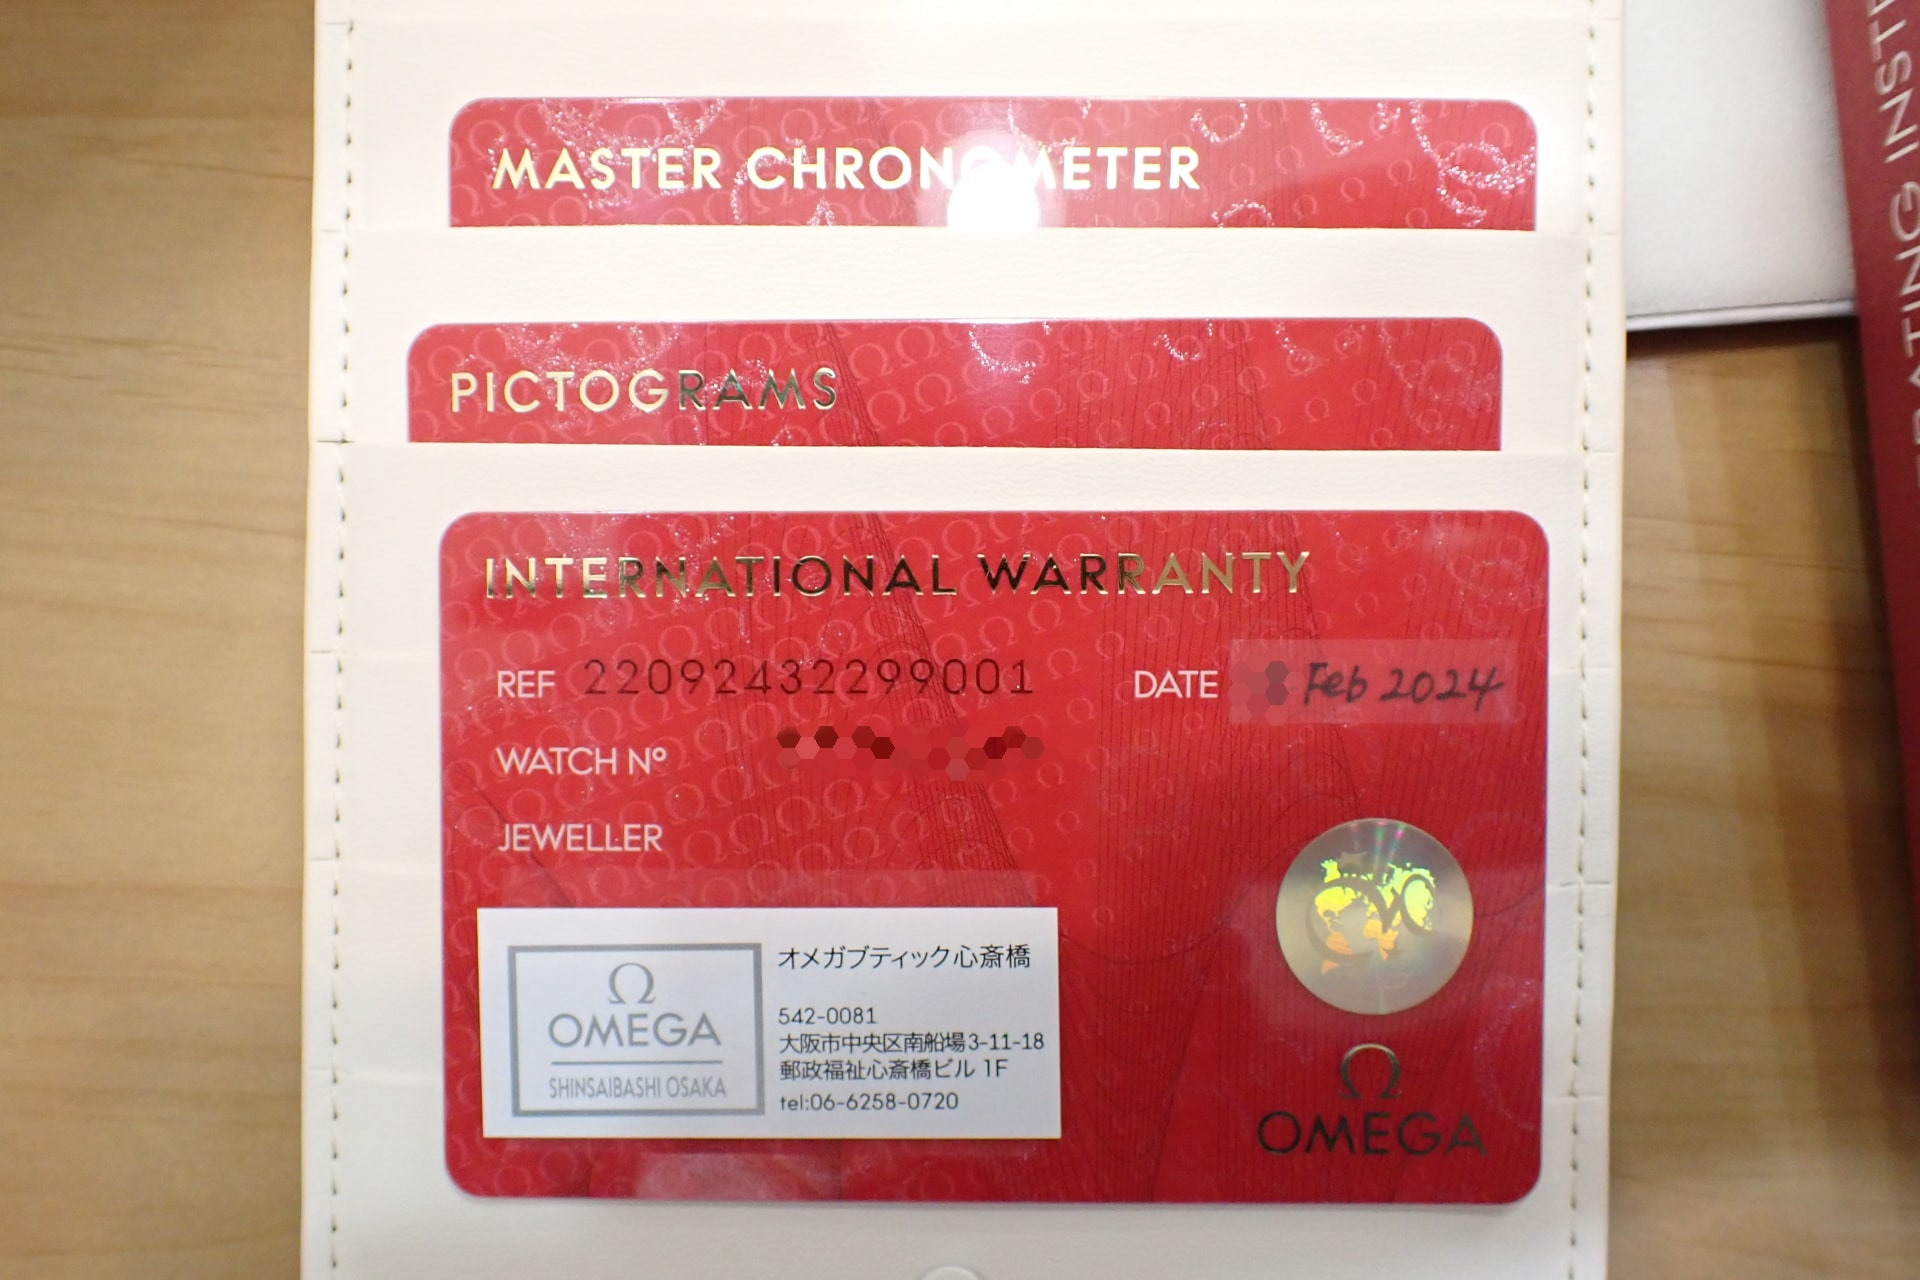 MASTER CHRONOMETER
PICTOGRAMS
INTERNATIONAL WARRANTY
REF 22092432299001
DATE Feb 2024
WATCH Nº
JEWELLER
オメガブティック心斎橋
542-0081
大阪市中央区南船場3-11-18
郵政福祉心斎橋ビル 1F
tel:06-6258-0720
Ω
OMEGA
SHINSAIBASHI OSAKA
Ω
OMEGA